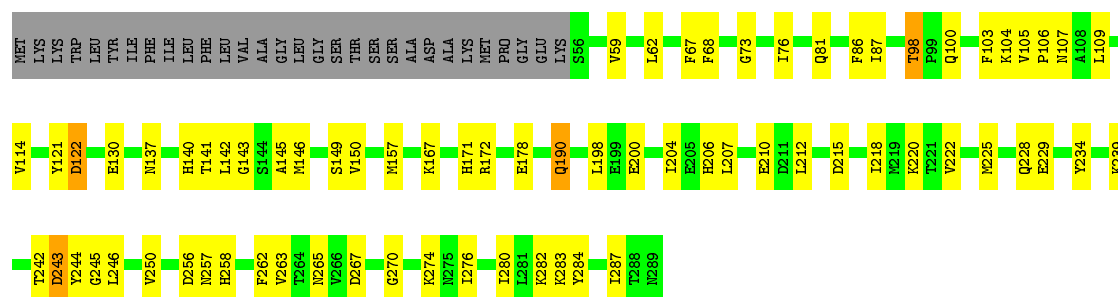 MET LYS LYS TRP LEU TYR ILE PHE ILE ILE LEU PHE LEU VAL ALA GLY LEU GLY SER THR SER SER ALA ASP ALA ALA LYS MET PRO GLY GLU LYS S56 V59 L62 F67 F68 G73 I76 Q81 F86 I87 T98 P99 Q100 F103 K104 V105 P106 N107 A108 L109
V114 Y121 D122 E130 N137 H140 T141 L142 G143 S144 A145 M146 S149 V150 M157 K167 H171 R172 E178 Q190 L198 E199 E200 I204 E205 H206 L207 E210 D211 L212 D215 I218 M219 K220 T221 V222 M225 Q228 E229 Y234 K239
T242 D243 Y244 G245 L246 V250 D256 N257 H258 F262 V263 T264 N265 V266 D267 G270 K274 N275 I276 I280 L281 K282 K283 Y284 I287 T288 N289